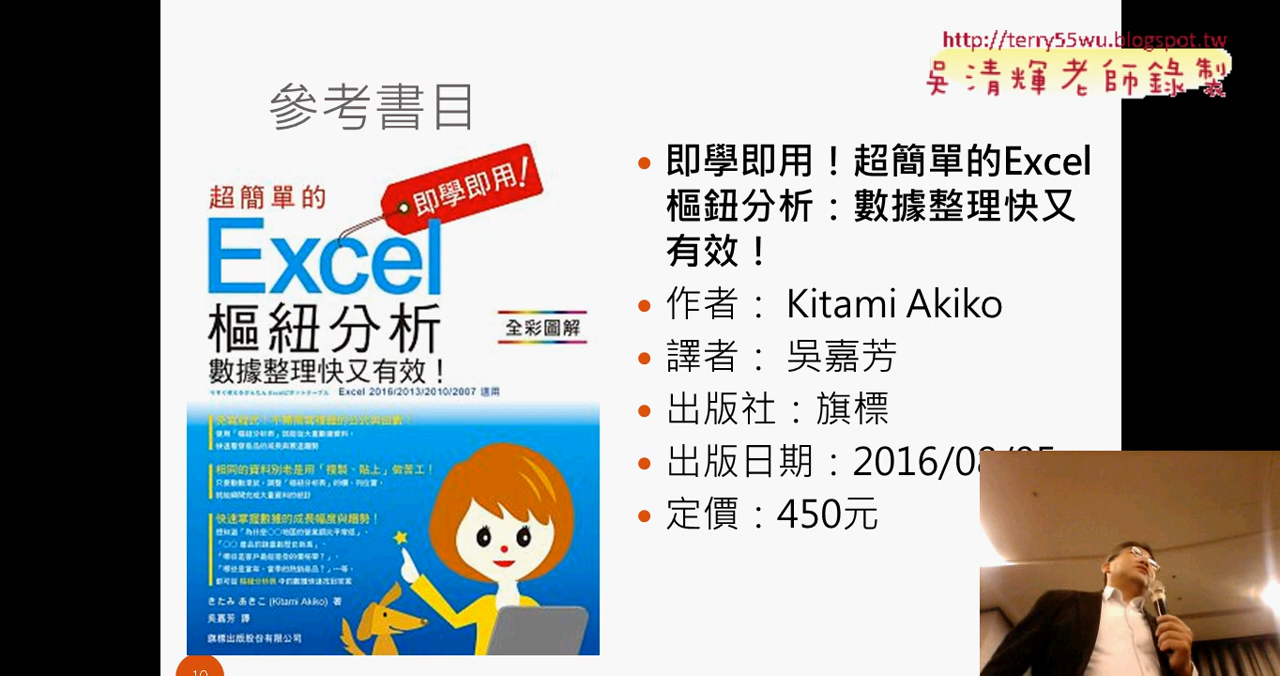 http://terry55wu.blogspot.tw
吳清輝老師錄製
參考書目
即學即用！
超簡單的
Excel
樞紐分析
全彩圖解
數據整理快又有效！
Excel 2016/2013/2010/2007 適用
相同的資料別老是用「複製、貼上」做苦工！
快速掌握數據的成長幅度與趨勢！
きたみ あきこ (Kitami Akiko) 著
吳嘉芳 譯
旗標出版股份有限公司
• 即學即用！超簡單的Excel
樞鈕分析：數據整理快又
有效！
• 作者： Kitami Akiko
• 譯者： 吳嘉芳
• 出版社：旗標
• 出版日期：2016/0
• 定價：450元
10